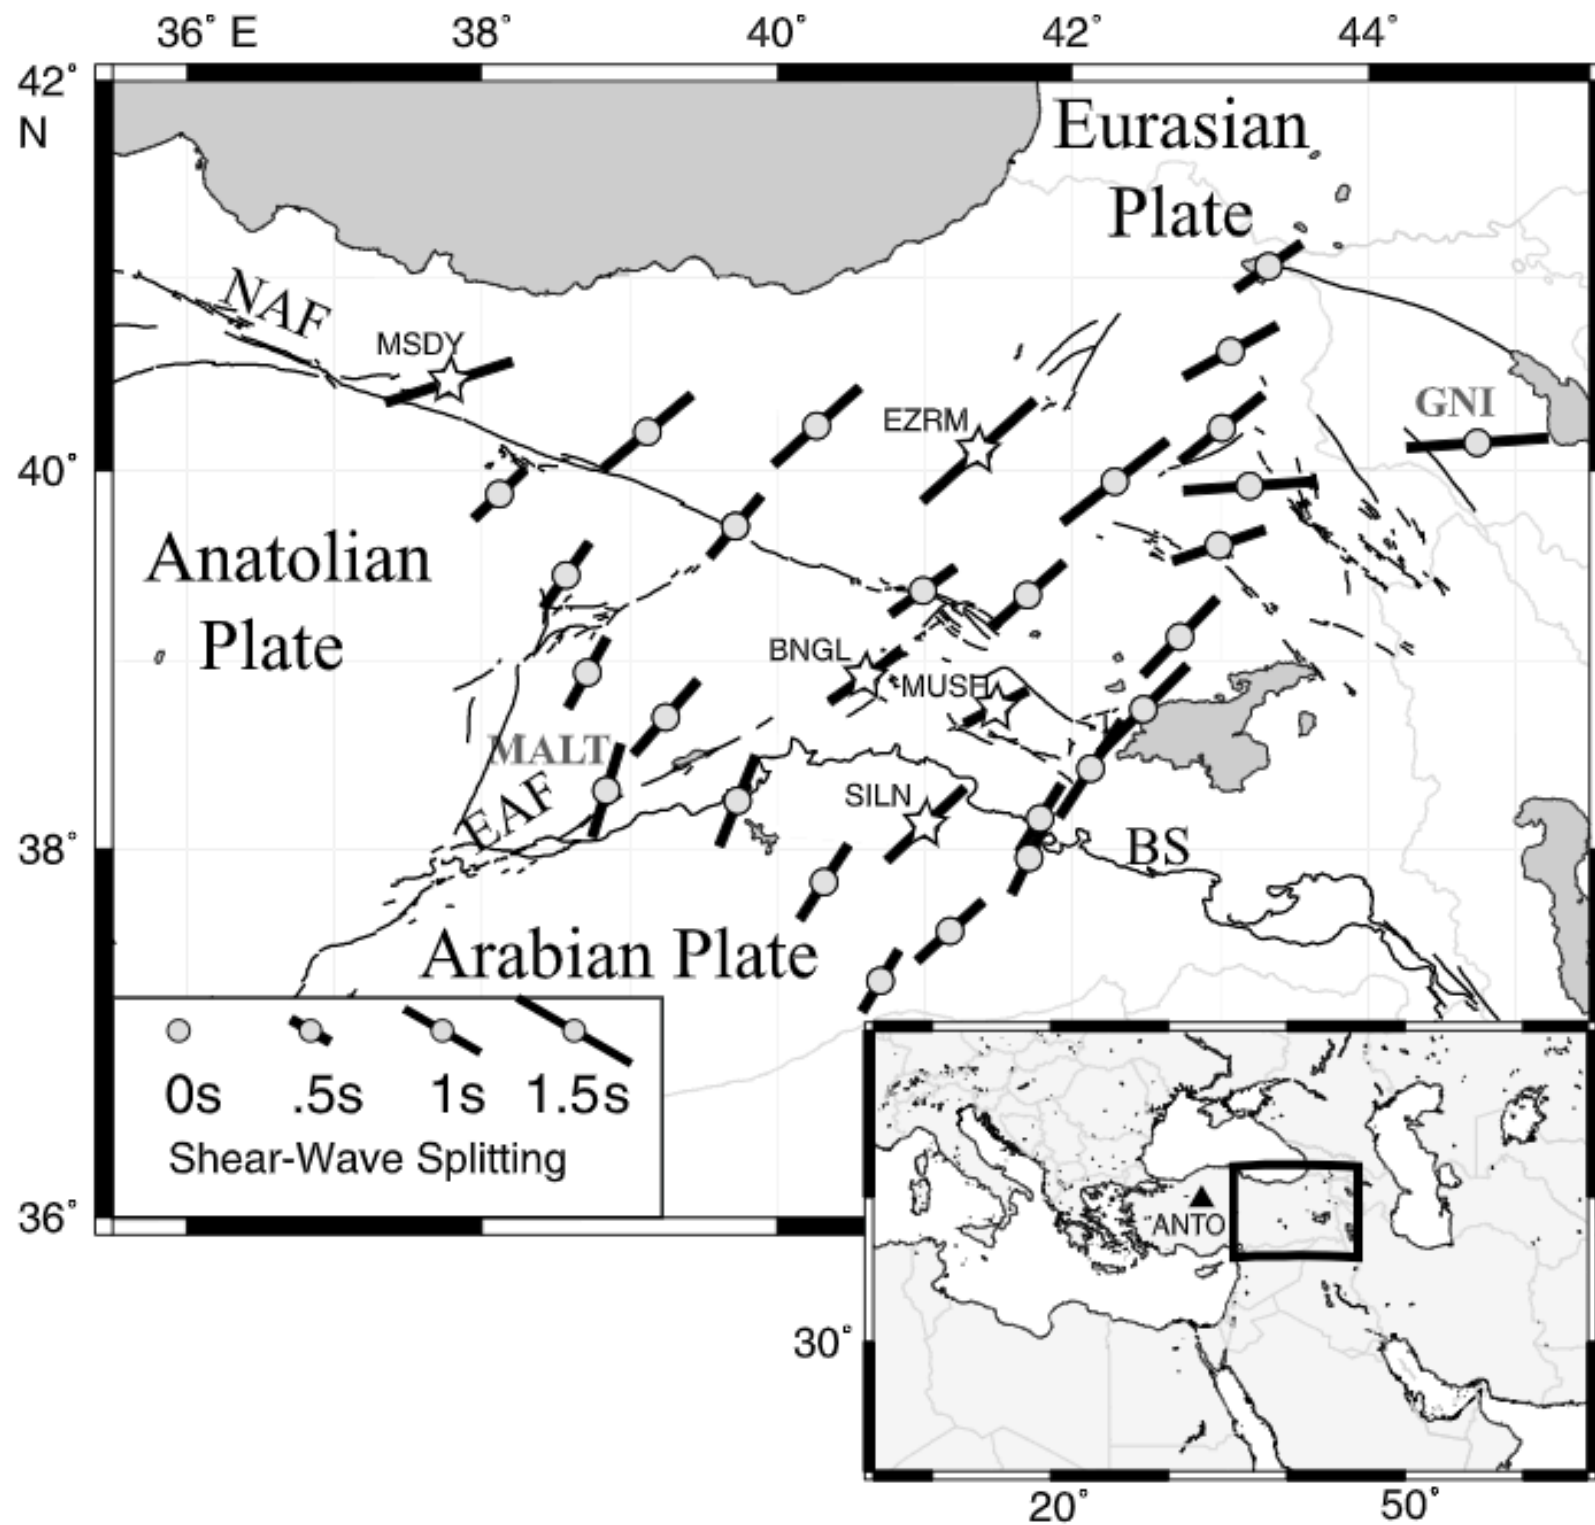 36° E 38° 40° 42° 44°
42°
N
Eurasian
Plate
NAF
MSDY
GNI
EZRM
40°
Anatolian
Plate
BNGL
MUSH
MALT
EAF
SILN
BS
38°
Arabian Plate
0s .5s 1s 1.5s
Shear-Wave Splitting
36°
ANTO
30°
20° 50°